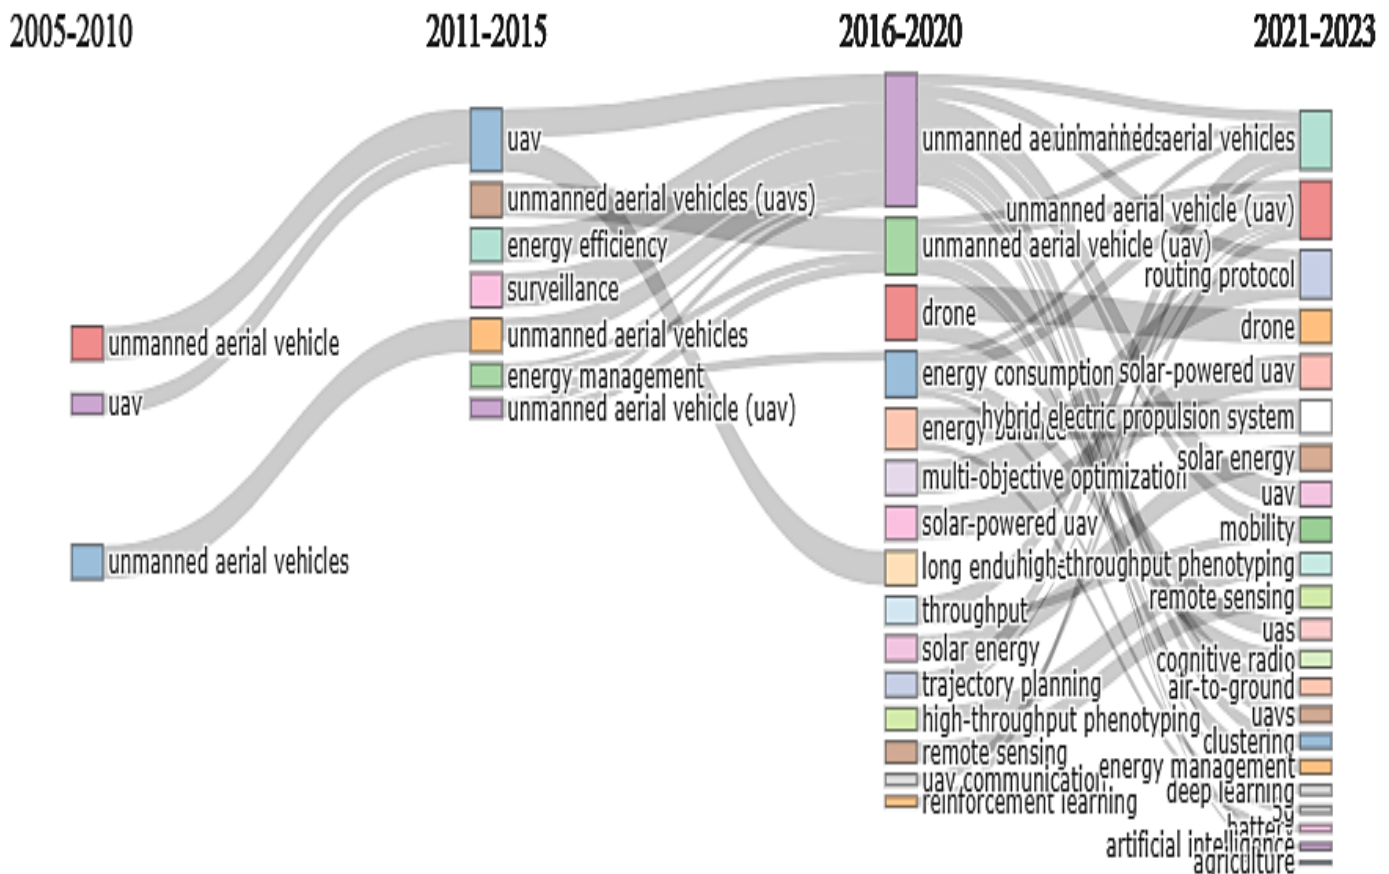 2005-2010
2011-2015
2016-2020
2021-2023
unmanned aerial vehicle
uav
unmanned aerial vehicles
uav
unmanned aerial vehicles (uavs)
energy efficiency
surveillance
unmanned aerial vehicles
energy management
unmanned aerial vehicle (uav)
unmanned aerial vehicle (uav)
drone
energy consumption
energy balance
multi-objective optimization
solar-powered uav
long
throughput
solar energy
trajectory planning
high-throughput phenotyping
remote sensing
uav communication
reinforcement learning
unmanned aerial vehicles
unmanned aerial vehicle (uav)
routing protocol
drone
solar-powered uav
hybrid electric propulsion system
solar energy
uav
mobility
high-throughput phenotyping
remote sensing
uas
cognitive radio
air-to-ground
uavs
clustering
energy management
deep learning
5g
battery
artificial intelligence
agriculture